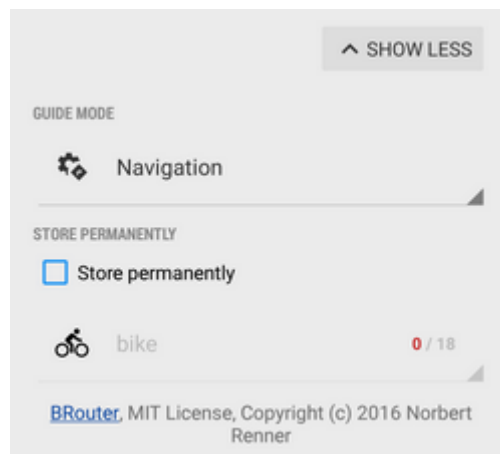 SHOW LESS
GUIDE MODE
Navigation
STORE PERMANENTLY
Store permanently
bike 0 / 18
BRouter, MIT License, Copyright (c) 2016 Norbert
Renner